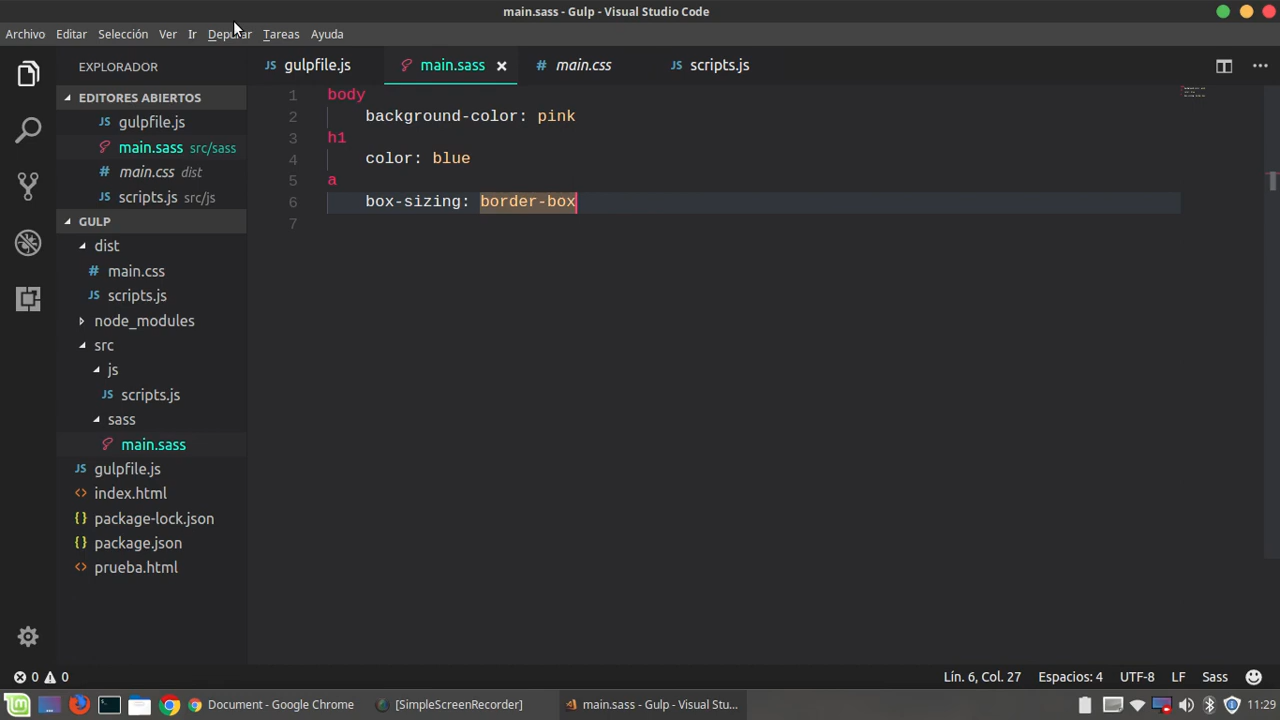 main.sass - Gulp - Visual Studio Code
Archivo Editar Selección Ver Ir Depurar Tareas Ayuda
EXPLORADOR
EDITORES ABIERTOS
gulpfile.js
main.sass src/sass
main.css dist
scripts.js src/js
GULP
dist
main.css
scripts.js
node_modules
src
js
scripts.js
sass
main.sass
gulpfile.js
index.html
package-lock.json
package.json
prueba.html
gulpfile.js main.sass main.css scripts.js
1 body
2 background-color: pink
3 h1
4 color: blue
5 a
6 box-sizing: border-box
7
0 0 Lín. 6, Col. 27 Espacios: 4 UTF-8 LF Sass
Document - Google Chrome [SimpleScreenRecorder] main.sass - Gulp - Visual Stu... 11:29